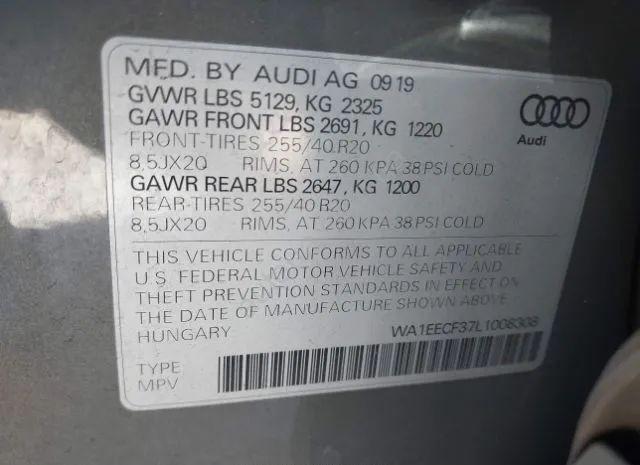 MFD. BY AUDI AG 0919
GVWR LBS 5129, KG 2325
GAWR FRONT LBS 2691, KG 1220
FRONT-TIRES 255/40 R20
8,5JX20 RIMS, AT 260 KPA 38 PSI COLD
GAWR REAR LBS 2647, KG 1200
REAR-TIRES 255/40 R20
8,5JX20 RIMS, AT 260 KPA 38 PSI COLD
Audi
THIS VEHICLE CONFORMS TO ALL APPLICABLE
U.S. FEDERAL MOTOR VEHICLE SAFETY AND
THEFT PREVENTION STANDARDS IN EFFECT ON
THE DATE OF MANUFACTURE SHOWN ABOVE
HUNGARY
WA1EECF37L1008308
TYPE
MPV